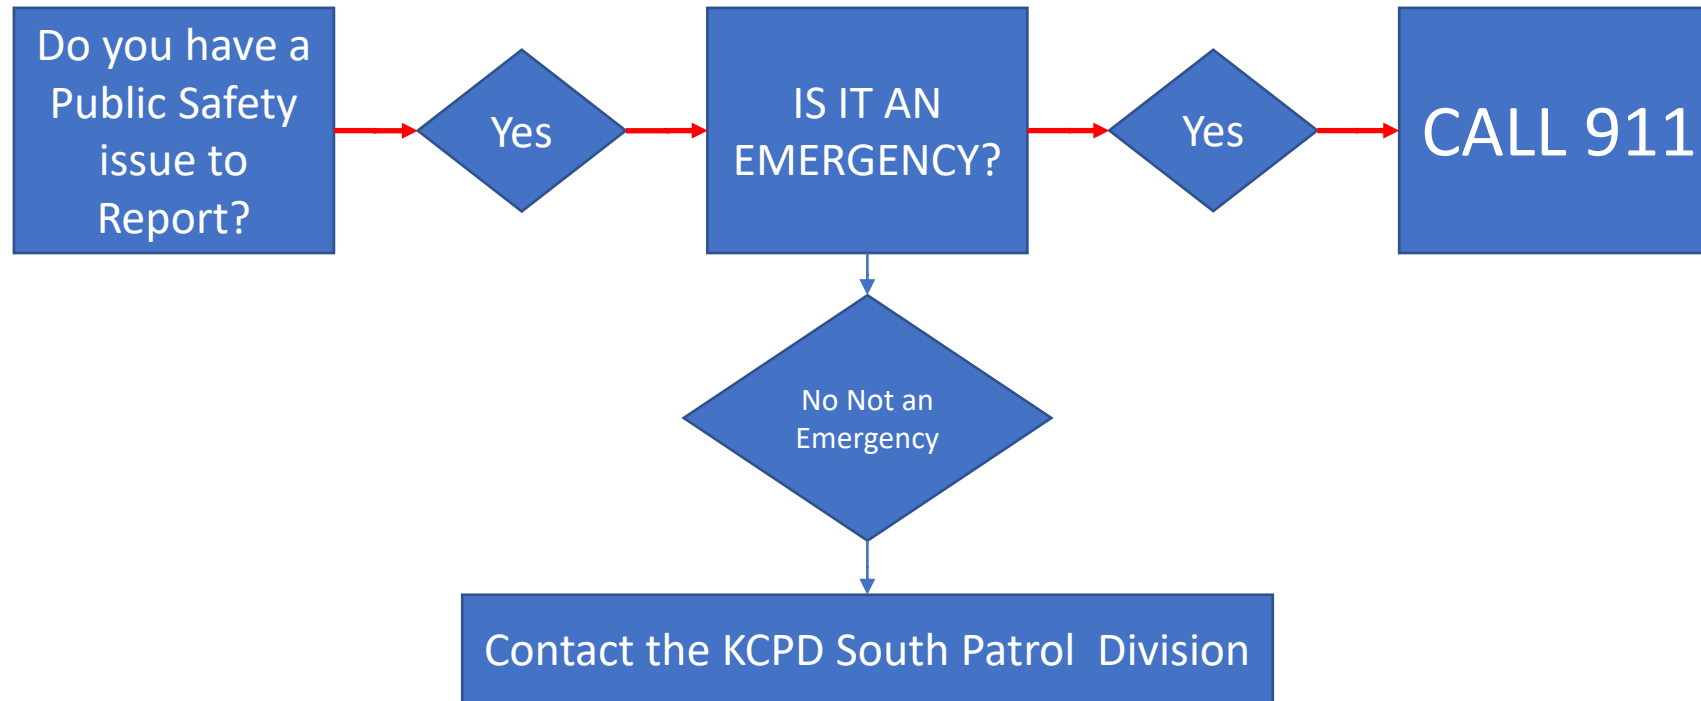 Do you have a
Public Safety
issue to
Report?
Yes
IS IT AN
EMERGENCY?
Yes
CALL 911
No Not an
Emergency
Contact the KCPD South Patrol  Division